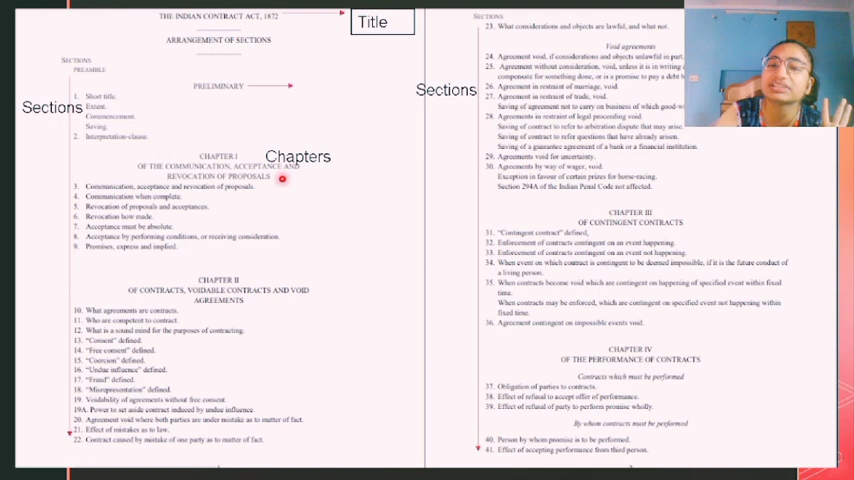 THE INDIAN CONTRACT ACT, 1872
Title
ARRANGEMENT OF SECTIONS
SECTIONS
PREAMBLE
PRELIMINARY
Sections
1. Short title.
Extent.
Commencement.
Saving.
2. Interpretation-clause.
CHAPTER I
Chapters
OF THE COMMUNICATION, ACCEPTANCE AND
REVOCATION OF PROPOSALS
3. Communication, acceptance and revocation of proposals.
4. Communication when complete.
5. Revocation of proposals and acceptances.
6. Revocation how made.
7. Acceptance must be absolute.
8. Acceptance by performing conditions, or receiving consideration.
9. Promises, express and implied.
CHAPTER II
OF CONTRACTS, VOIDABLE CONTRACTS AND VOID
AGREEMENTS
10. What agreements are contracts.
11. Who are competent to contract.
12. What is a sound mind for the purposes of contracting.
13. “Consent” defined.
14. “Free consent” defined.
15. “Coercion” defined.
16. “Undue influence” defined.
17. “Fraud” defined.
18. “Misrepresentation” defined.
19. Voidability of agreements without free consent.
19A. Power to set aside contract induced by undue influence.
20. Agreement void where both parties are under mistake as to matter of fact.
21. Effect of mistakes as to law.
22. Contract caused by mistake of one party as to matter of fact.
SECTIONS
23. What considerations and objects are lawful, and what not.
Void agreements
24. Agreement void, if considerations and objects unlawful in part.
25. Agreement without consideration, void, unless it is in writing
compensate for something done, or is a promise to pay a debt
Sections
26. Agreement in restraint of marriage, void.
27. Agreement in restraint of trade, void.
Saving of agreement not to carry on business of which
28. Agreements in restraint of legal proceeding void.
Saving of contract to refer to arbitration dispute that may arise.
Saving of contract to refer questions that have already arisen.
Saving of a guarantee agreement of a bank or a financial institution.
29. Agreements void for uncertainty.
30. Agreements by way of wager, void.
Exception in favour of certain prizes for horse-racing.
Section 294A of the Indian Penal Code not affected.
CHAPTER III
OF CONTINGENT CONTRACTS
31. “Contingent contract” defined,
32. Enforcement of contracts contingent on an event happening.
33. Enforcement of contracts contingent on an event not happening.
34. When event on which contract is contingent to be deemed impossible, if it is the future conduct of
a living person.
35. When contracts become void which are contingent on happening of specified event within fixed
time.
When contracts may be enforced, which are contingent on specified event not happening within
fixed time.
36. Agreement contingent on impossible events void.
CHAPTER IV
OF THE PERFORMANCE OF CONTRACTS
Contracts which must be performed
37. Obligation of parties to contracts.
38. Effect of refusal to accept offer of performance.
39. Effect of refusal of party to perform promise wholly.
By whom contracts must be performed
40. Person by whom promise is to be performed.
41. Effect of accepting performance from third person.